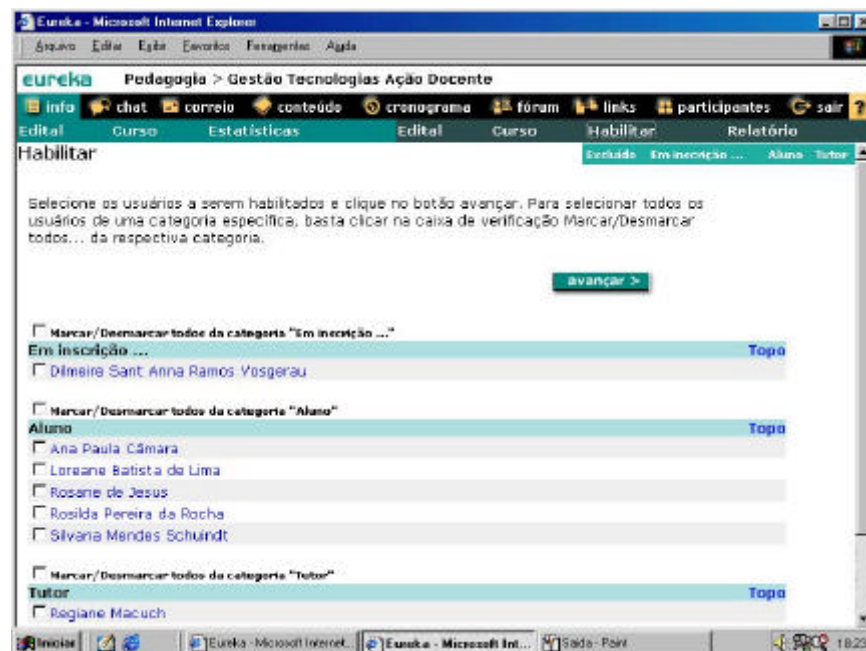 Eureka - Microsoft Internet Explorer
Arquivo Editar Exibir Favoritos Ferramentas Ajuda
eureka Pedagogia > Gestão Tecnologias Ação Docente
info chat correio conteúdo cronograma fórum links participantes sair ?
Edital Curso Estatísticas Edital Curso Habilitar Relatório
Habilitar Excluído Em inscrição ... Aluno Tutor
Selecione os usuários a serem habilitados e clique no botão avançar. Para selecionar todos os
usuários de uma categoria específica, basta clicar na caixa de verificação Marcar/Desmarcar
todos... da respectiva categoria.
avançar >
Marcar/Desmarcar todos da categoria "Em inscrição ..."
Em inscrição ... Topo
Dilmeire Sant Anna Ramos Vosgerau
Marcar/Desmarcar todos da categoria "Aluno"
Aluno Topo
Ana Paula Câmara
Loreane Batista de Lima
Rosane de Jesus
Rosilda Pereira da Rocha
Silvana Mendes Schuindt
Marcar/Desmarcar todos da categoria "Tutor"
Tutor Topo
Regiane Macuch
Iniciar Eureka - Microsoft Internet... Eureka - Microsoft Int... Saida - Paint 18:23